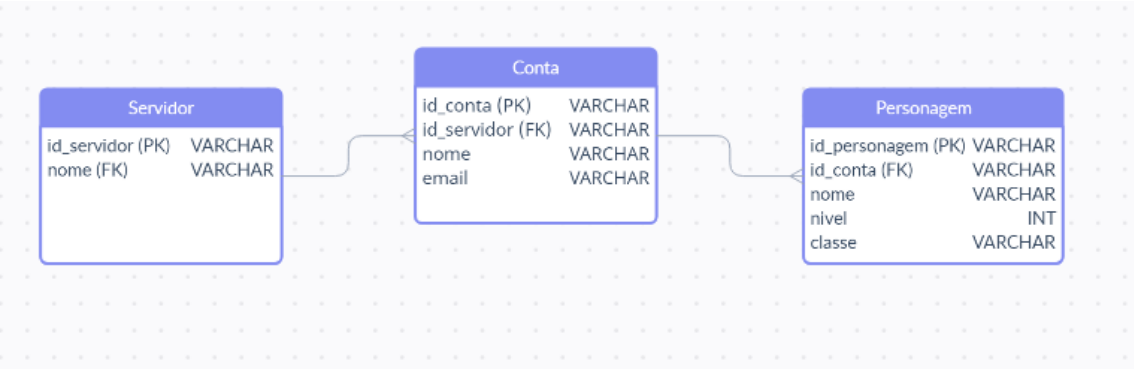 Servidor
id_servidor (PK) VARCHAR
nome (FK) VARCHAR
Conta
id_conta (PK) VARCHAR
id_servidor (FK) VARCHAR
nome VARCHAR
email VARCHAR
Personagem
id_personagem (PK) VARCHAR
id_conta (FK) VARCHAR
nome VARCHAR
nivel INT
classe VARCHAR